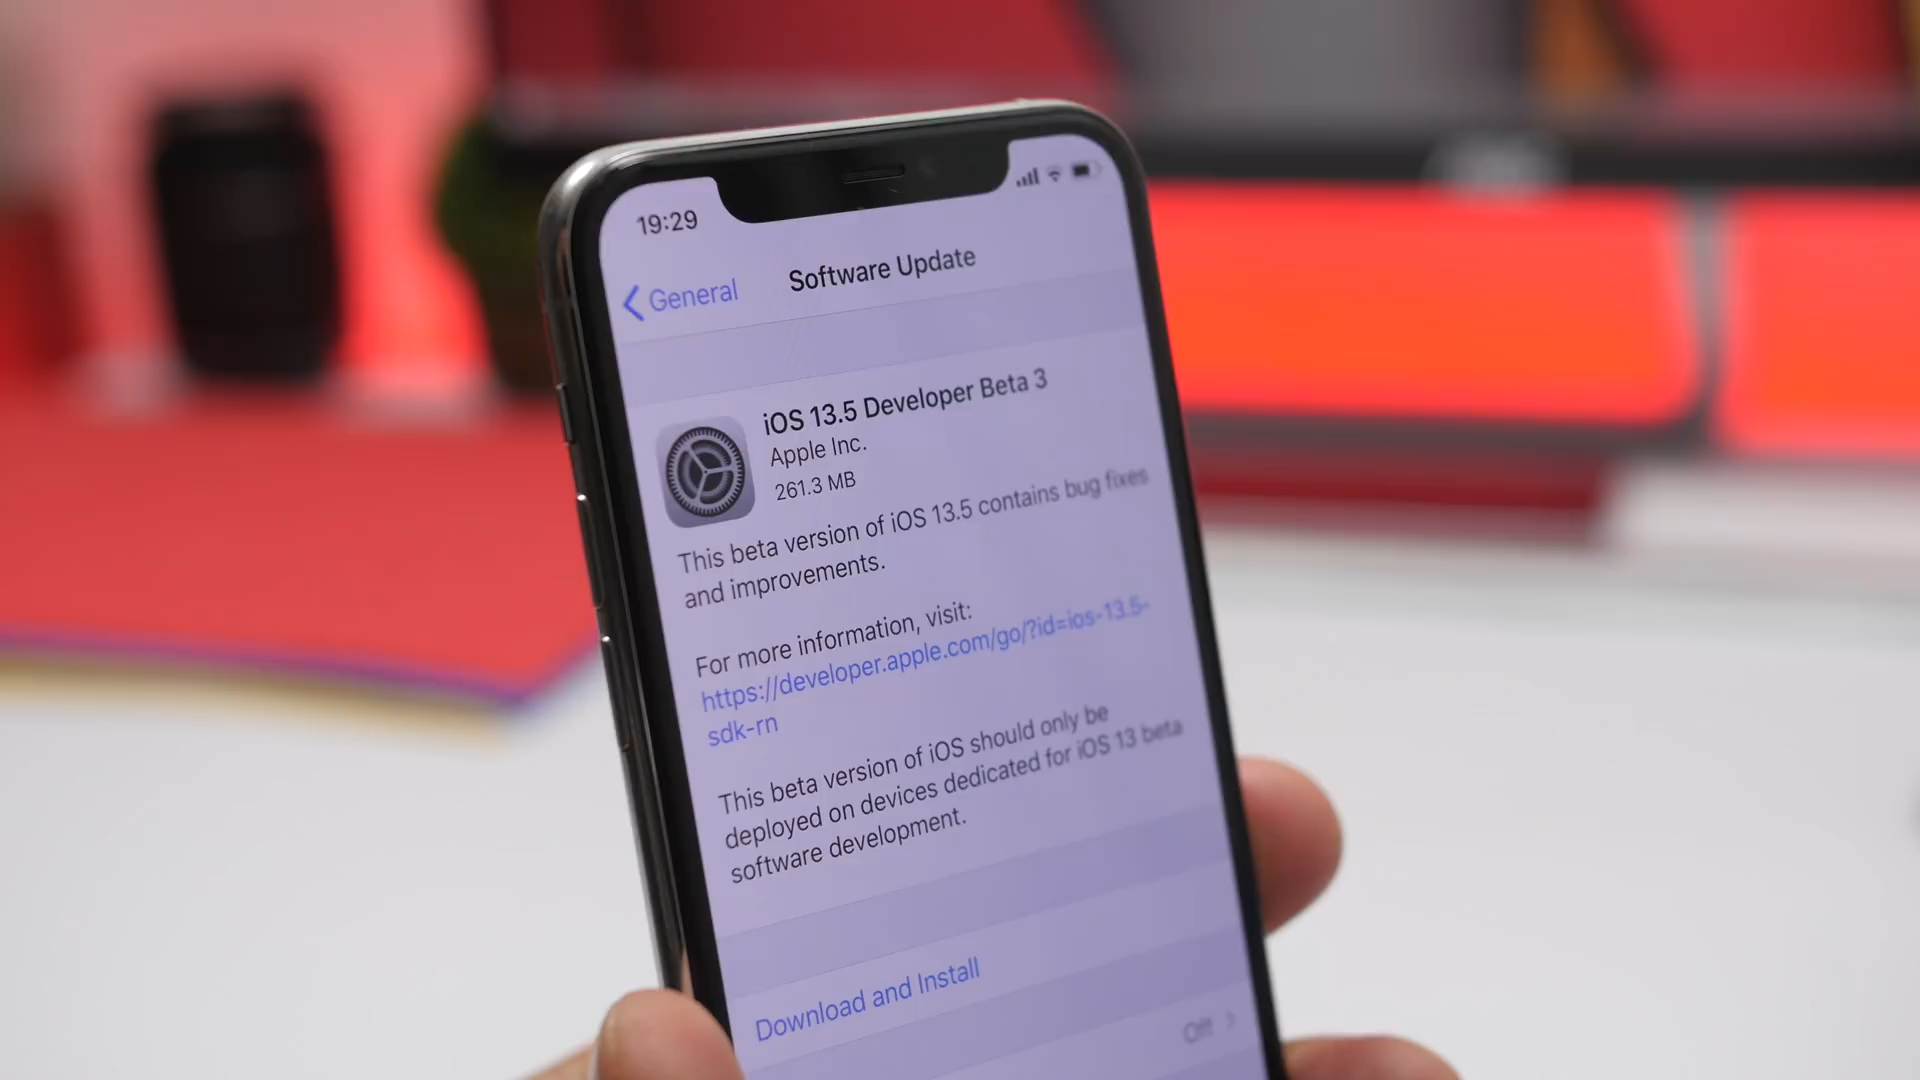 19:29
General
Software Update
iOS 13.5 Developer Beta 3
Apple Inc.
261.3 MB
This beta version of iOS 13.5 contains bug fixes
and improvements.
For more information, visit:
https://developer.apple.com/go/?id=ios-13.5-
sdk-rn
This beta version of iOS should only be
deployed on devices dedicated for iOS 13 beta
software development.
Download and Install
Off